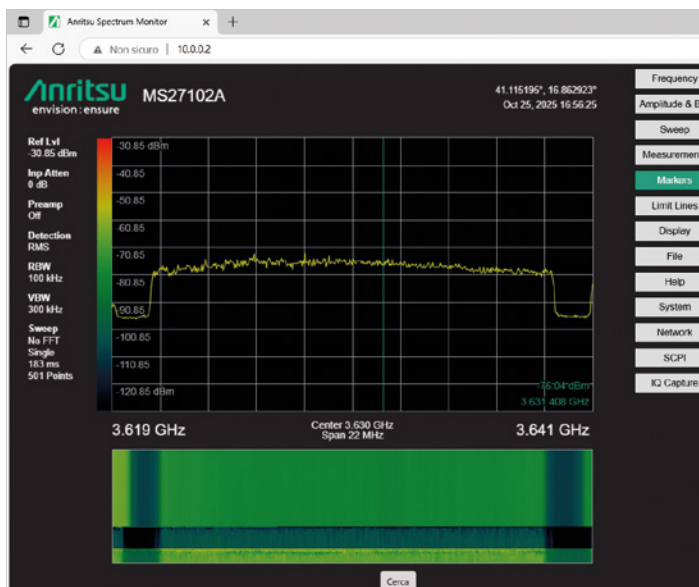 Anritsu Spectrum Monitor
Non sicuro | 10.0.0.2
Anritsu
envision : ensure
MS27102A
41.115195°, 16.862923°
Oct 25, 2025 16:56:25
Ref Lvl
-30.85 dBm
Inp Atten
0 dB
Preamp
Off
Detection
RMS
RBW
100 kHz
VBW
300 kHz
Sweep
No FFT
Single
183 ms
501 Points
-30.85 dBm
-40.85
-50.85
-60.85
-70.85
-80.85
-90.85
-100.85
-110.85
-120.85 dBm
-76.04 dBm
3.631 408 GHz
3.619 GHz
Center 3.630 GHz
Span 22 MHz
3.641 GHz
Cerca
Frequency
Amplitude & B
Sweep
Measurement
Markers
Limit Lines
Display
File
Help
System
Network
SCPI
IQ Capture